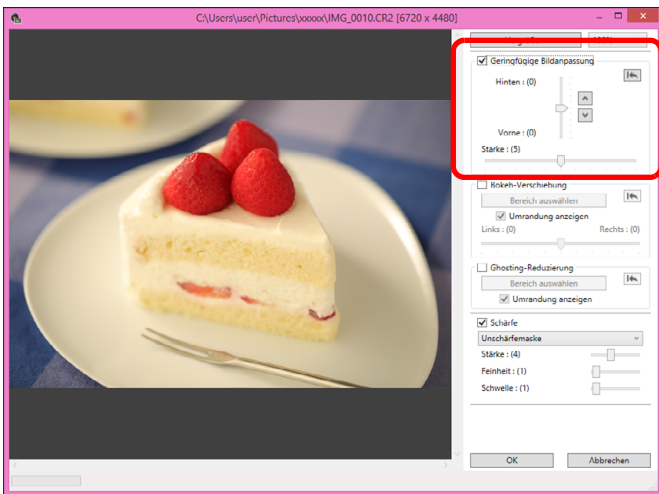 C:\Users\user\Pictures\xxxxx\IMG_0010.CR2 [6720 x 4480]
Geringfügige Bildanpassung
Hinten : (0)
Vorne : (0)
Stärke : (5)
Bokeh-Verschiebung
Bereich auswählen
Umrandung anzeigen
Links : (0) Rechts : (0)
Ghosting-Reduzierung
Bereich auswählen
Umrandung anzeigen
Schärfe
Unschärfemaske
Stärke : (4)
Feinheit : (1)
Schwelle : (1)
OK Abbrechen